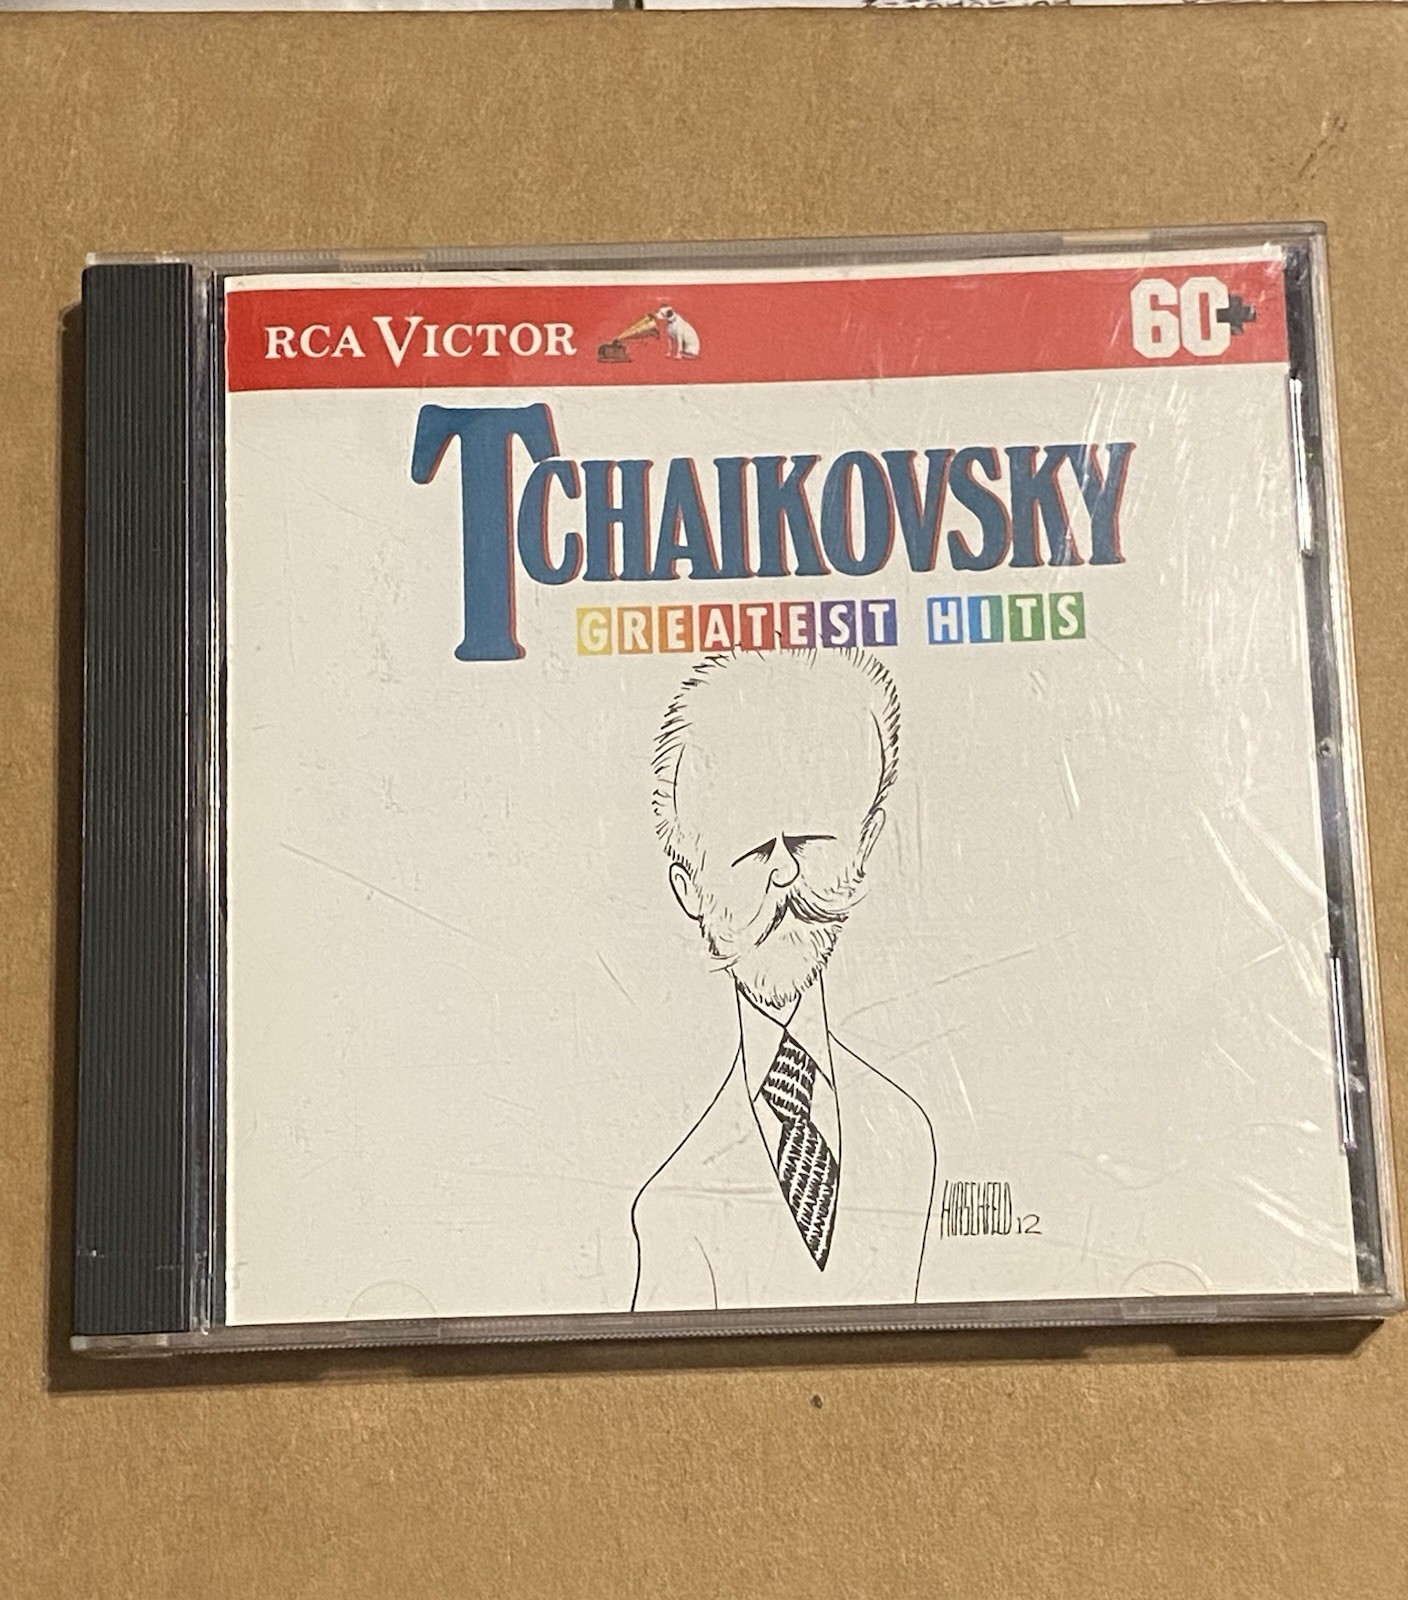 RCA VICTOR
60+
TCHAIKOVSKY
GREATEST HITS
HIRSCHFELD 12